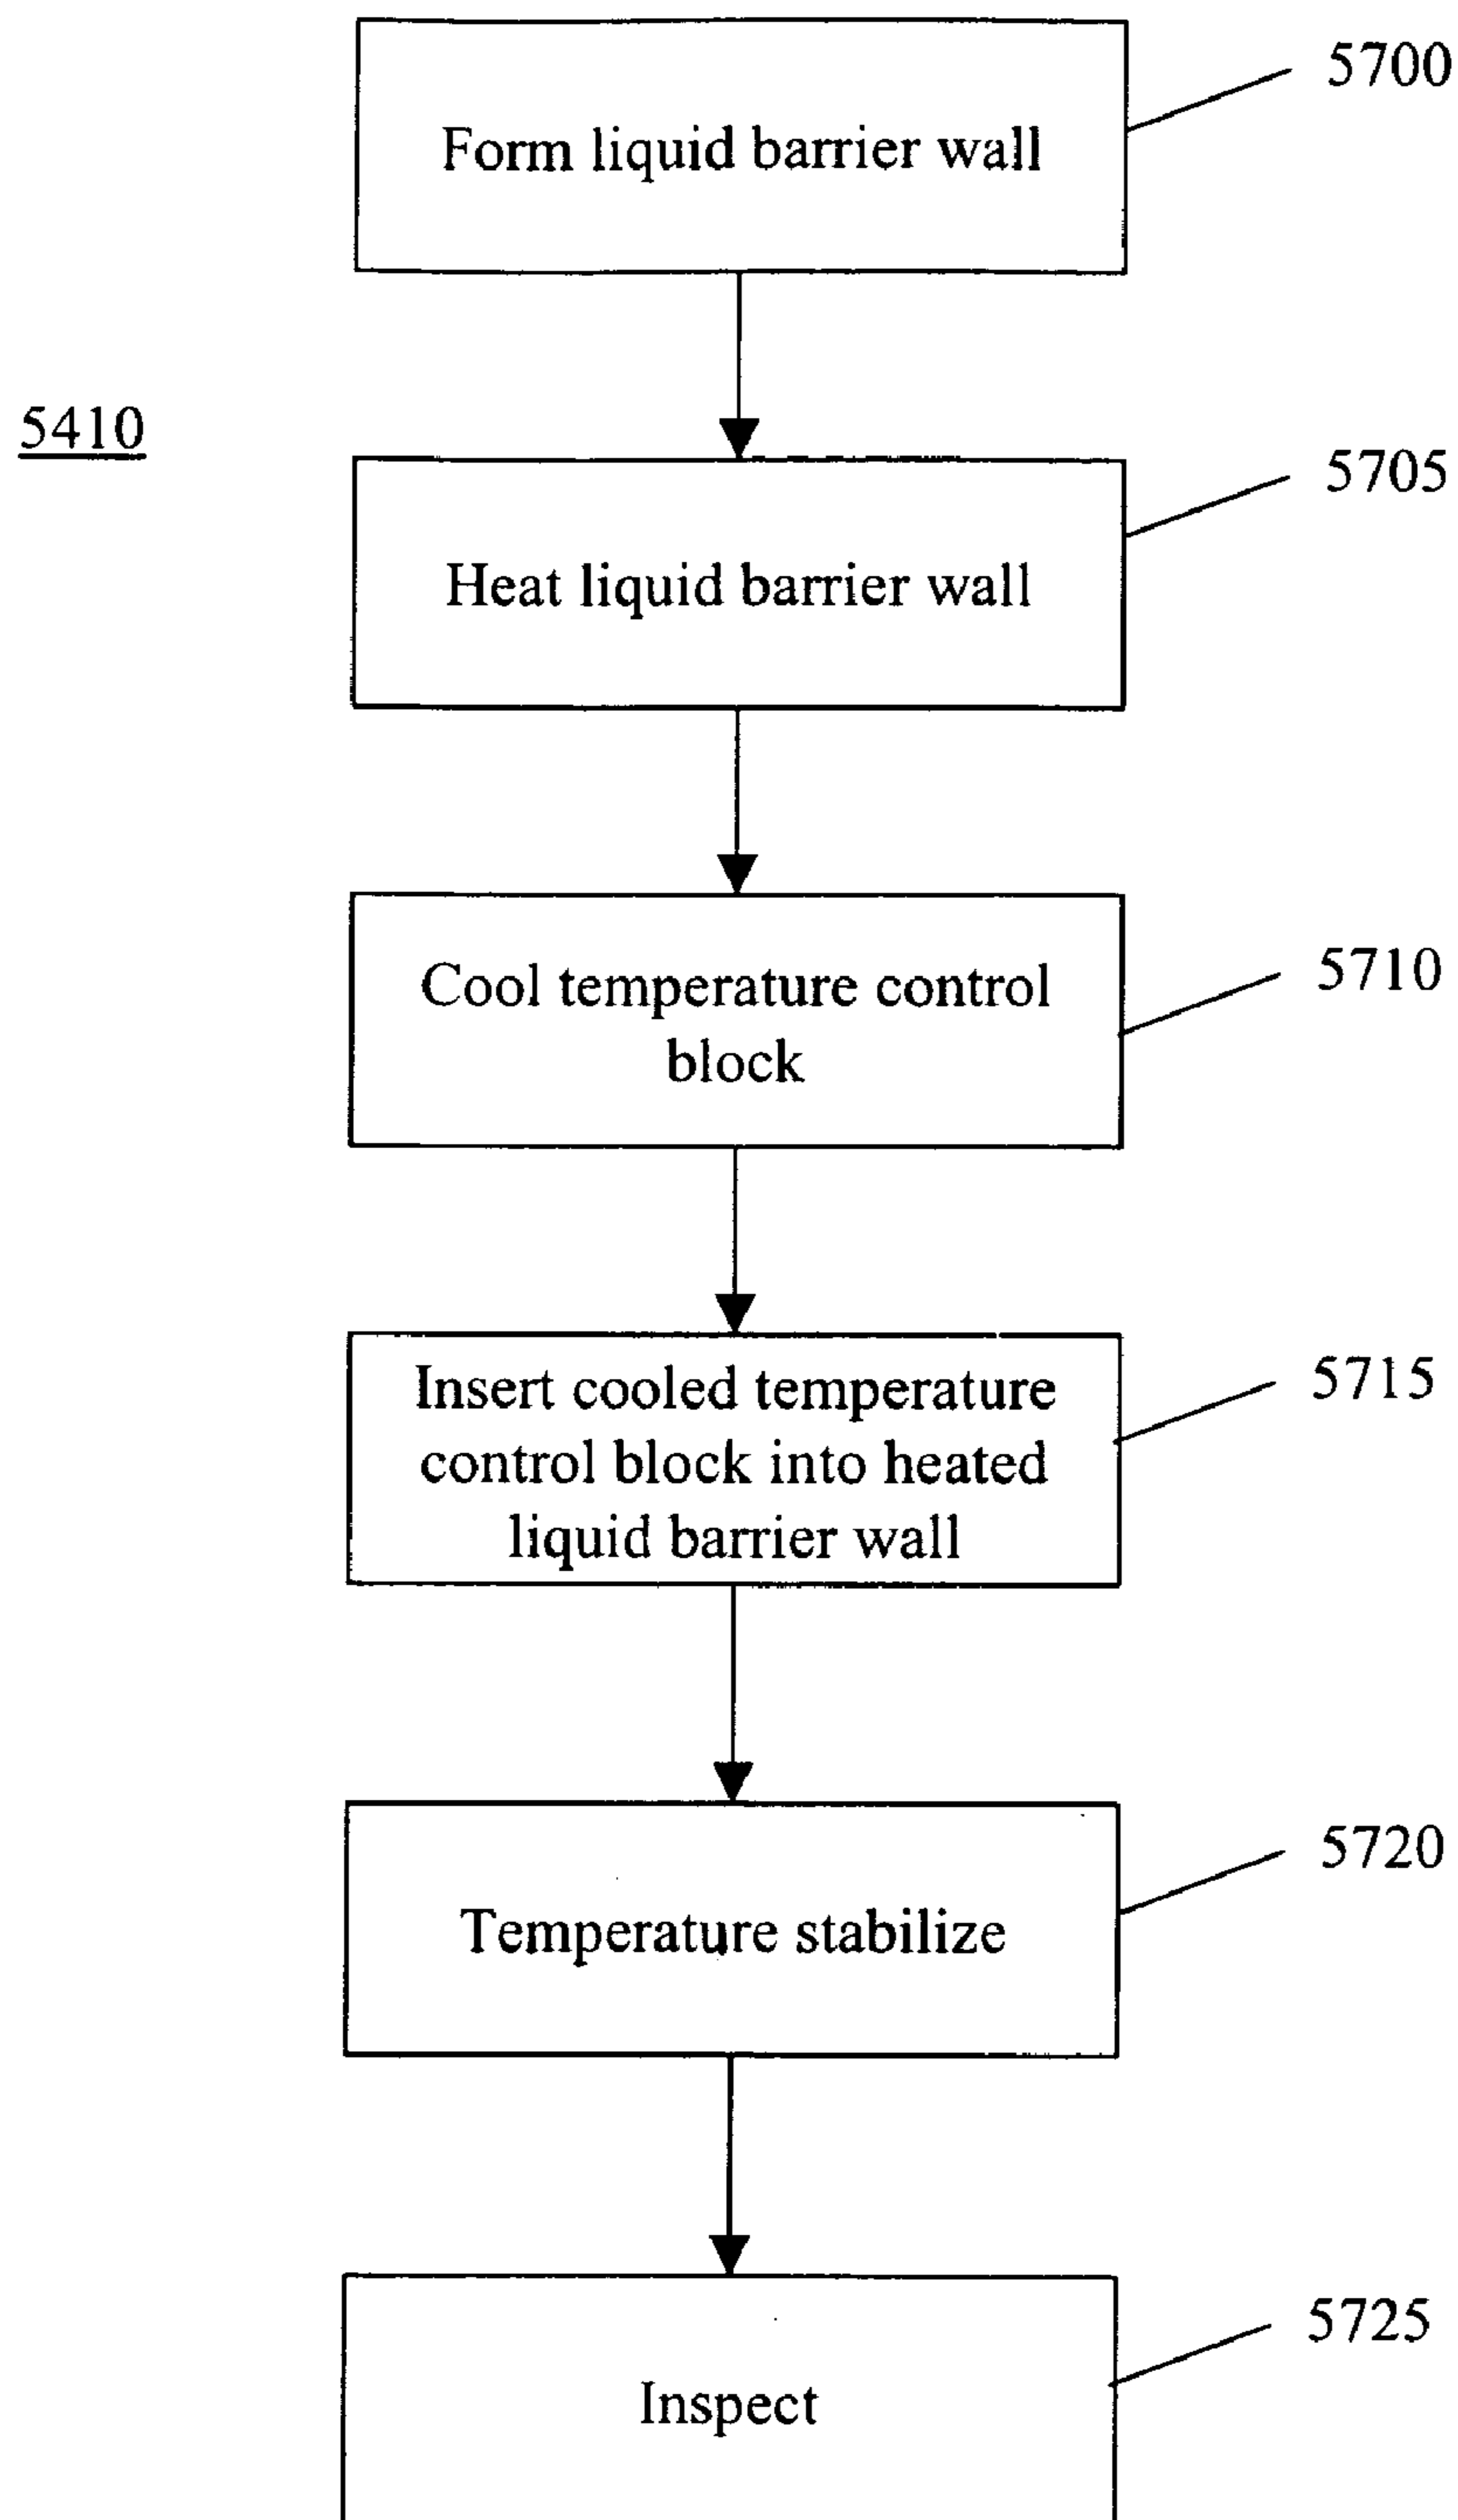 5700
Form liquid barrier wall
5410
5705
Heat liquid barrier wall
5710
Cool temperature control
block
5715
Insert cooled temperature
control block into heated
liquid barrier wall
5720
Temperature stabilize
5725
Inspect